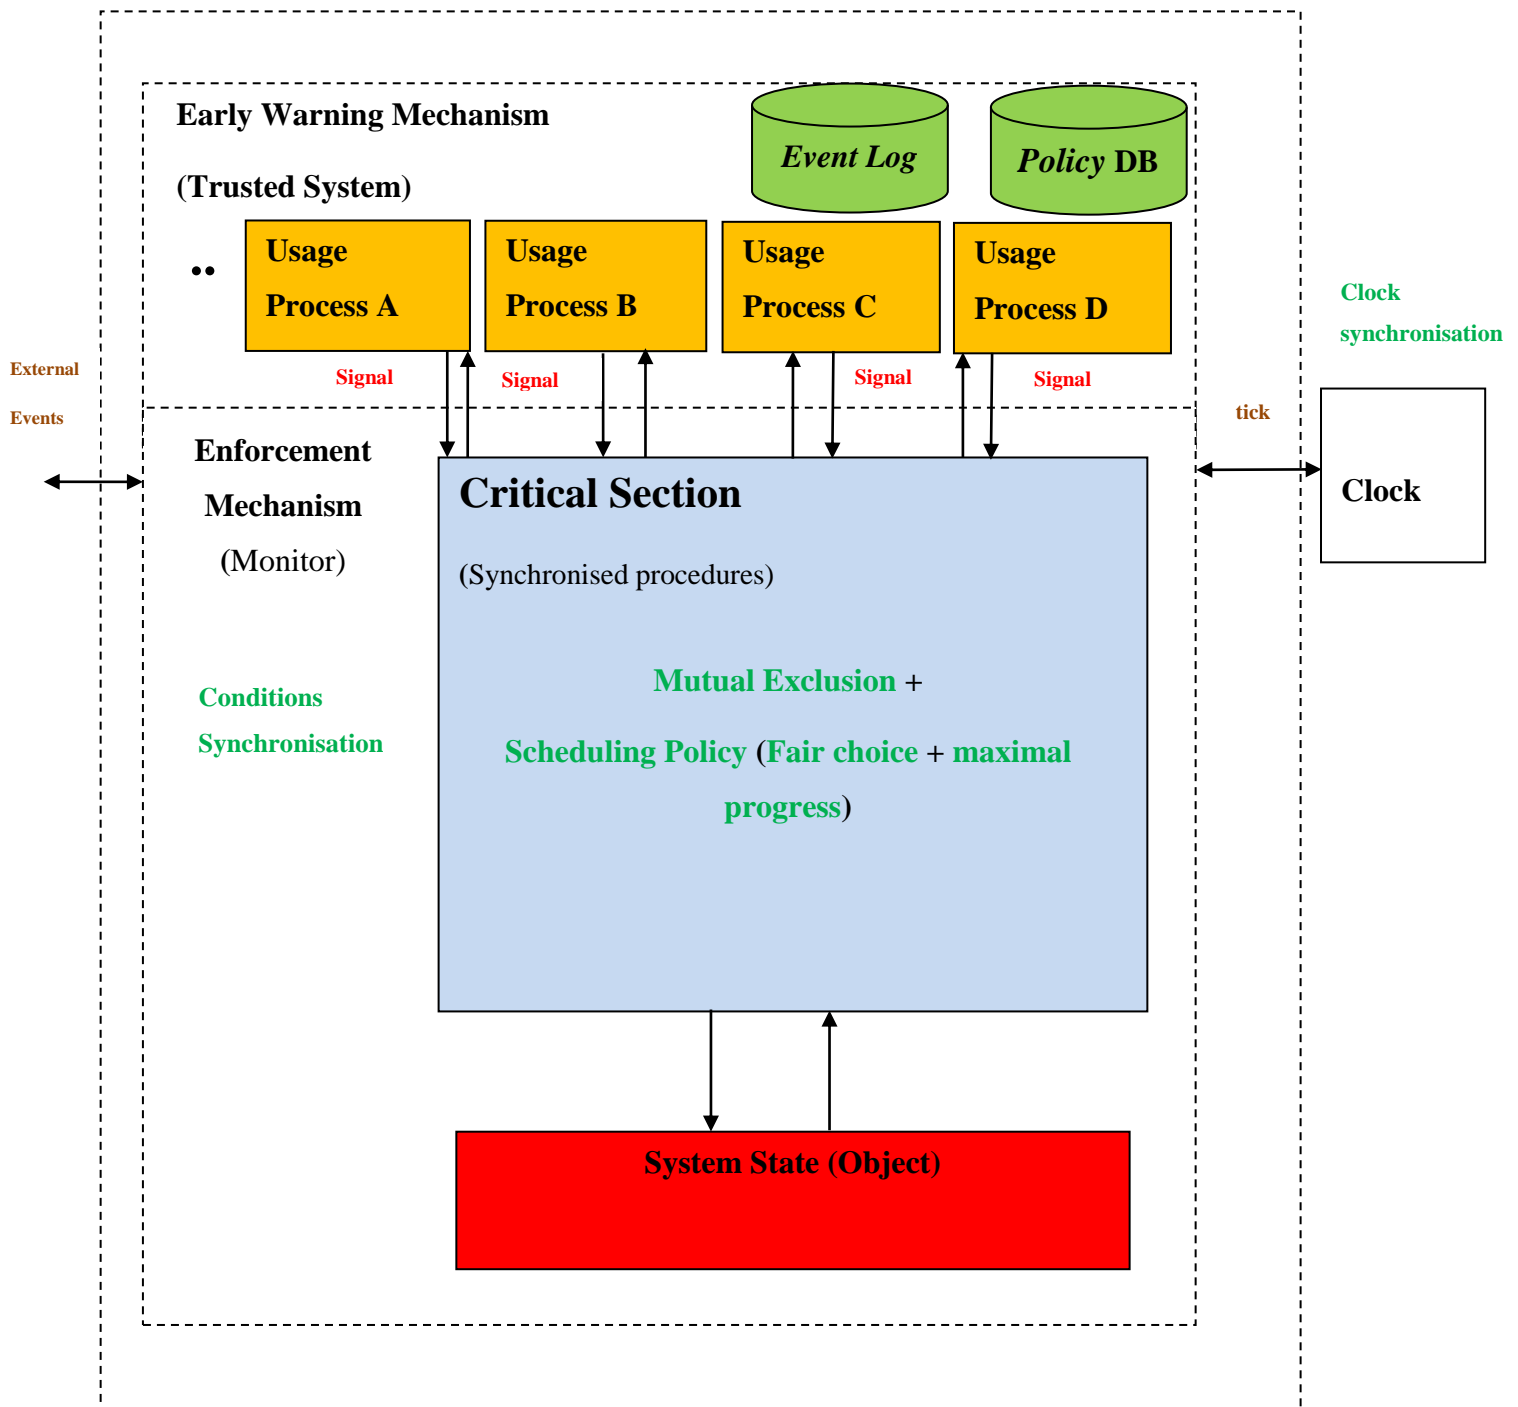 Early Warning Mechanism
(Trusted System)
Event Log
Policy DB
..
Usage
Process A
Usage
Process B
Usage
Process C
Usage
Process D
Signal
Signal
Signal
Signal
External
Events
Clock
synchronisation
tick
Clock
Enforcement
Mechanism
(Monitor)
Conditions
Synchronisation
Critical Section
(Synchronised procedures)
Mutual Exclusion +
Scheduling Policy (Fair choice + maximal
progress)
System State (Object)